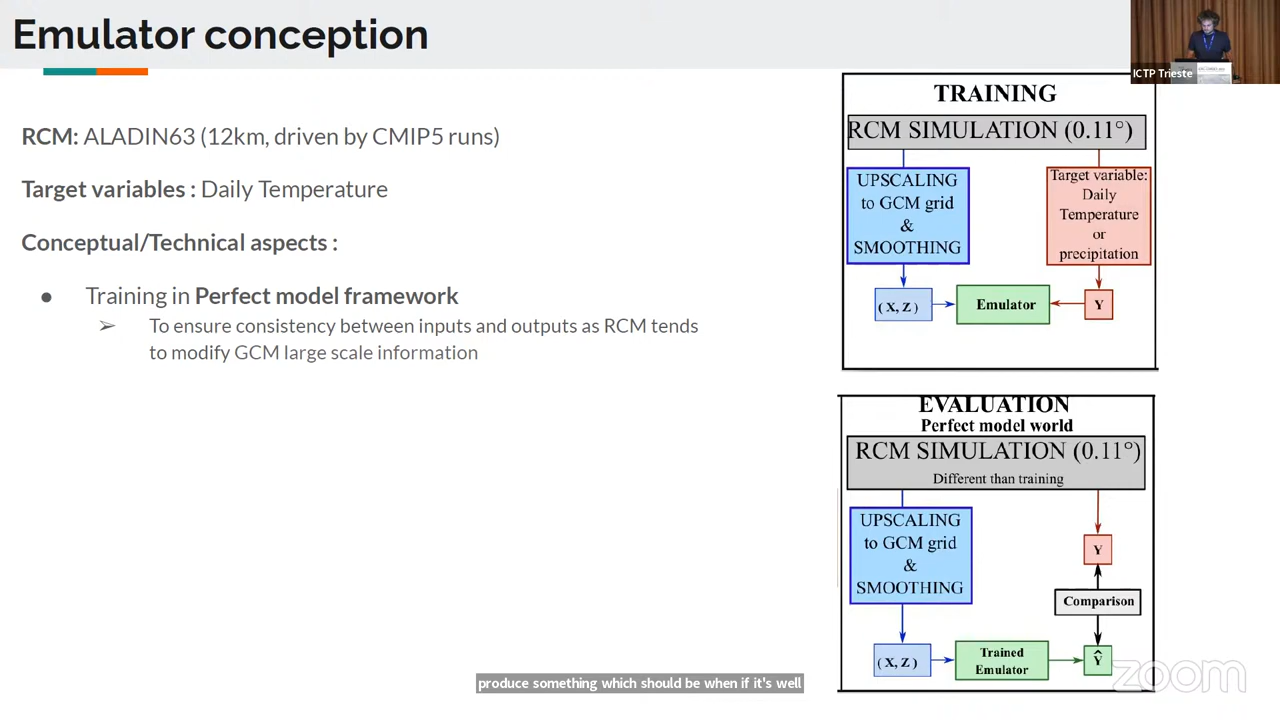 Emulator conception
ICTP Trieste
RCM: ALADIN63 (12km, driven by CMIP5 runs)
Target variables : Daily Temperature
Conceptual/Technical aspects :
● Training in Perfect model framework
➢ To ensure consistency between inputs and outputs as RCM tends
to modify GCM large scale information
TRAINING
RCM SIMULATION (0.11°)
UPSCALING
to GCM grid
&
SMOOTHING
Target variable:
Daily
Temperature
or
precipitation
( X, Z )
Emulator
Y
EVALUATION
Perfect model world
RCM SIMULATION (0.11°)
Different than training
UPSCALING
to GCM grid
&
SMOOTHING
Y
Comparison
( X, Z )
Trained
Emulator
Ŷ
zoom
produce something which should be when if it's well